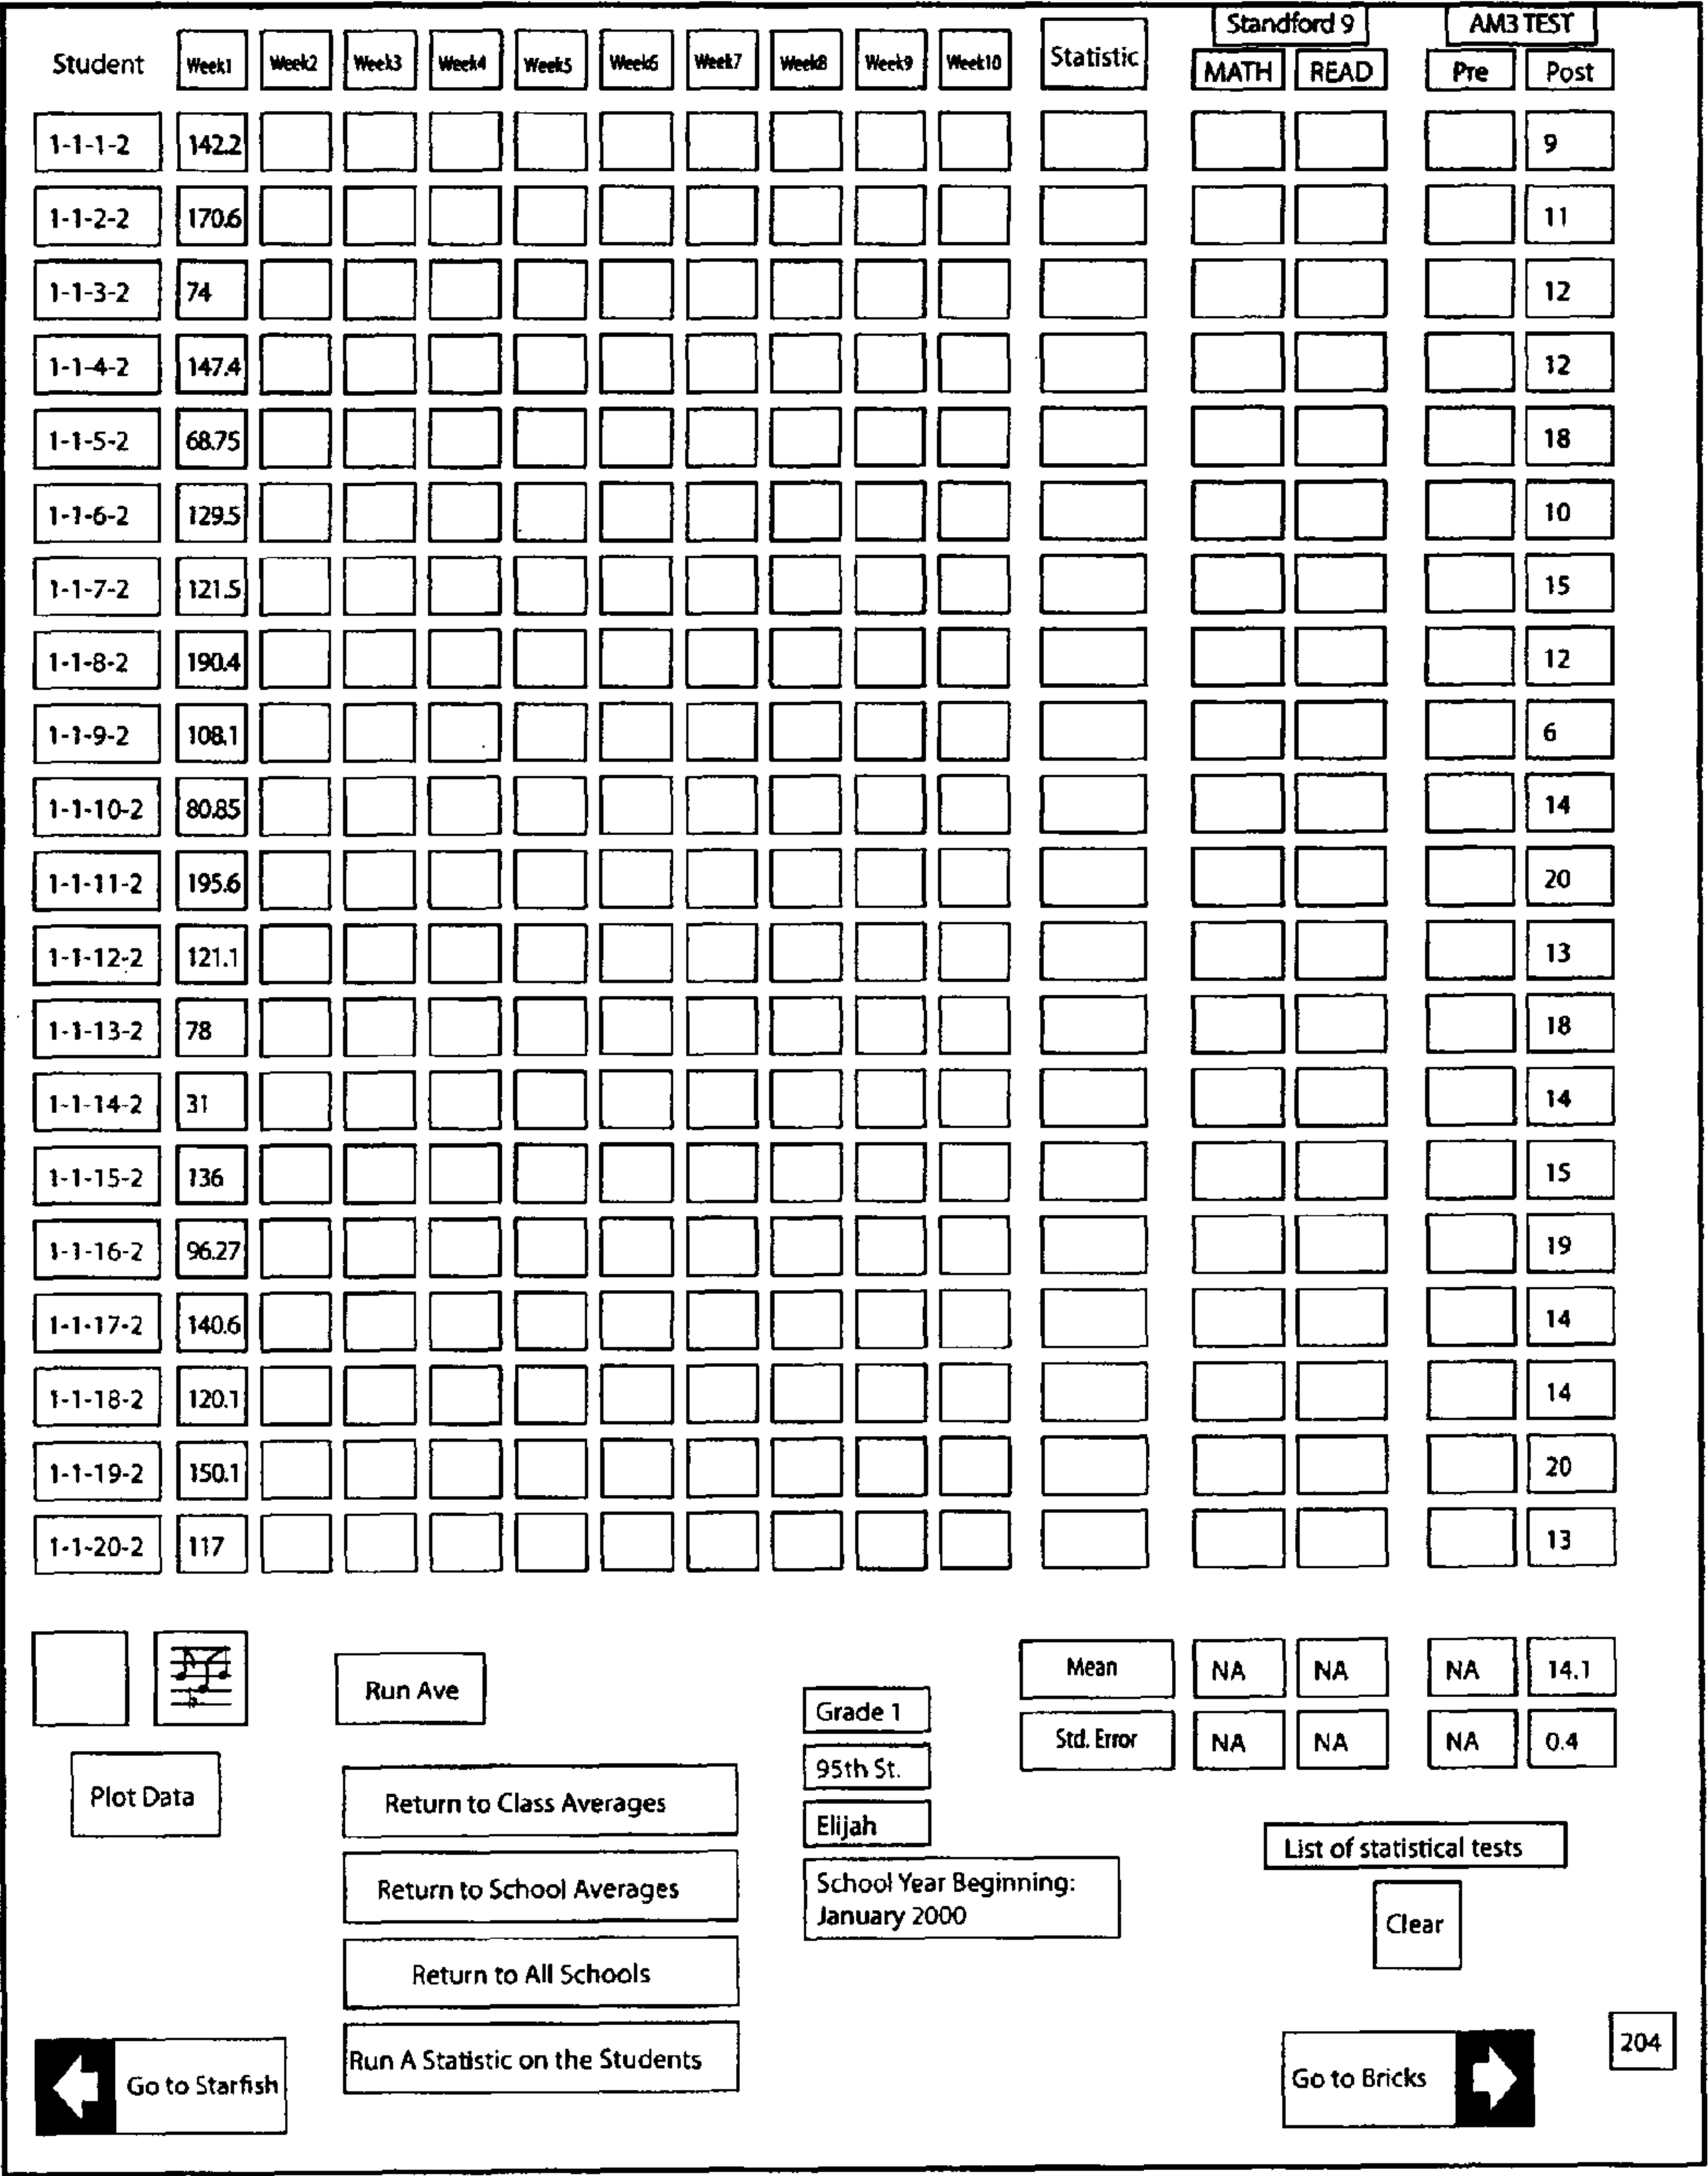 Standford 9 AM3 TEST
Student Week1 Week2 Week3 Week4 Week5 Week6 Week7 Week8 Week9 Week10 Statistic MATH READ Pre Post
1-1-1-2 142.2 9
1-1-2-2 170.6 11
1-1-3-2 74 12
1-1-4-2 147.4 12
1-1-5-2 68.75 18
1-1-6-2 129.5 10
1-1-7-2 121.5 15
1-1-8-2 190.4 12
1-1-9-2 108.1 6
1-1-10-2 80.85 14
1-1-11-2 195.6 20
1-1-12-2 121.1 13
1-1-13-2 78 18
1-1-14-2 31 14
1-1-15-2 136 15
1-1-16-2 96.27 19
1-1-17-2 140.6 14
1-1-18-2 120.1 14
1-1-19-2 150.1 20
1-1-20-2 117 13
Mean NA NA NA 14.1
Std. Error NA NA NA 0.4
Run Ave
Plot Data
Return to Class Averages
Return to School Averages
Return to All Schools
Run A Statistic on the Students
Grade 1
95th St.
Elijah
School Year Beginning:
January 2000
List of statistical tests
Clear
Go to Starfish
Go to Bricks
204